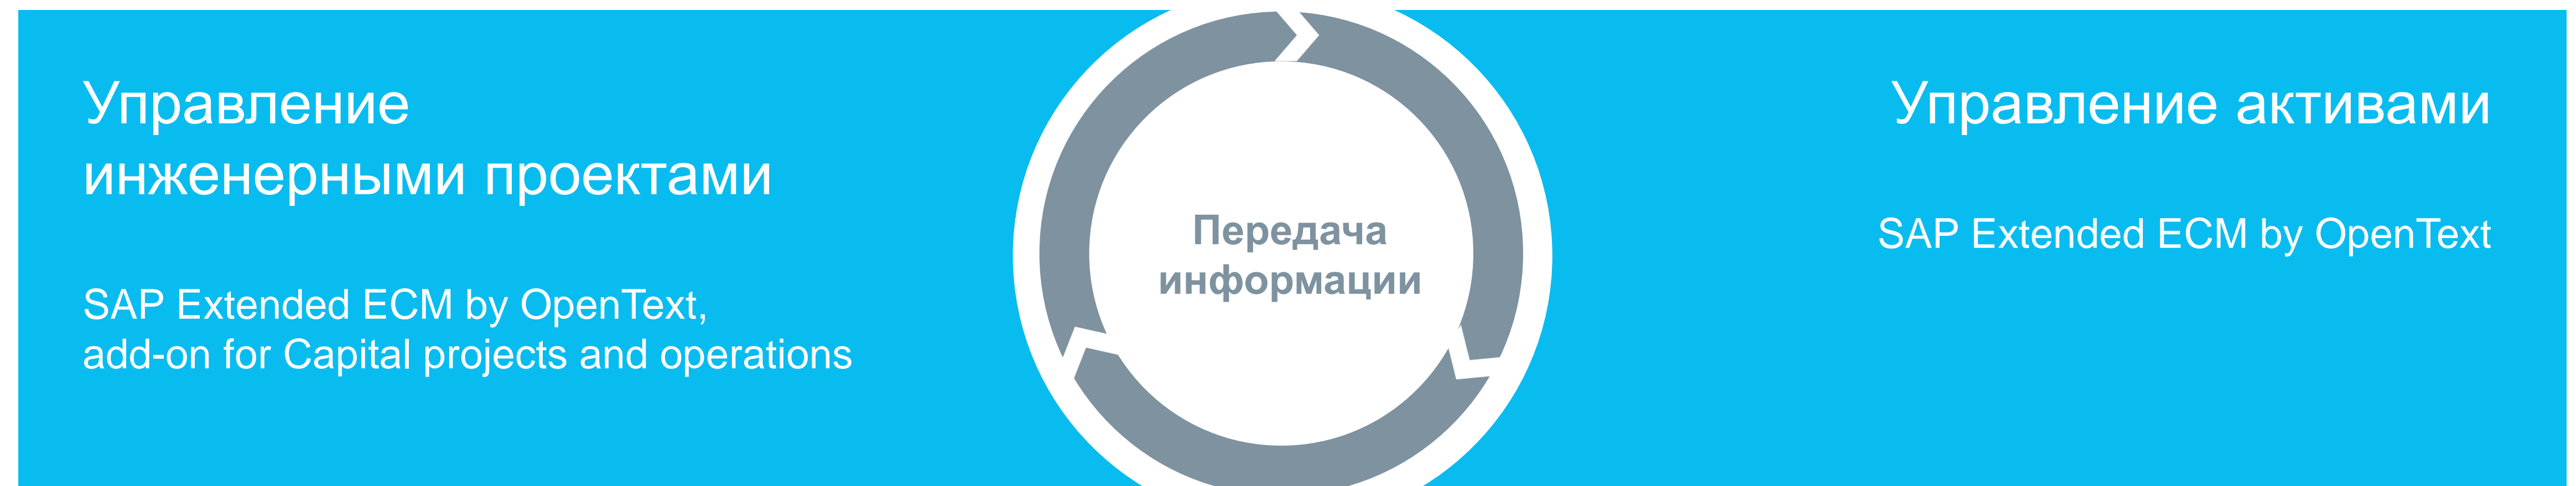 Управление
инженерными проектами
SAP Extended ECM by OpenText,
add-on for Capital projects and operations
Передача
информации
Управление активами
SAP Extended ECM by OpenText